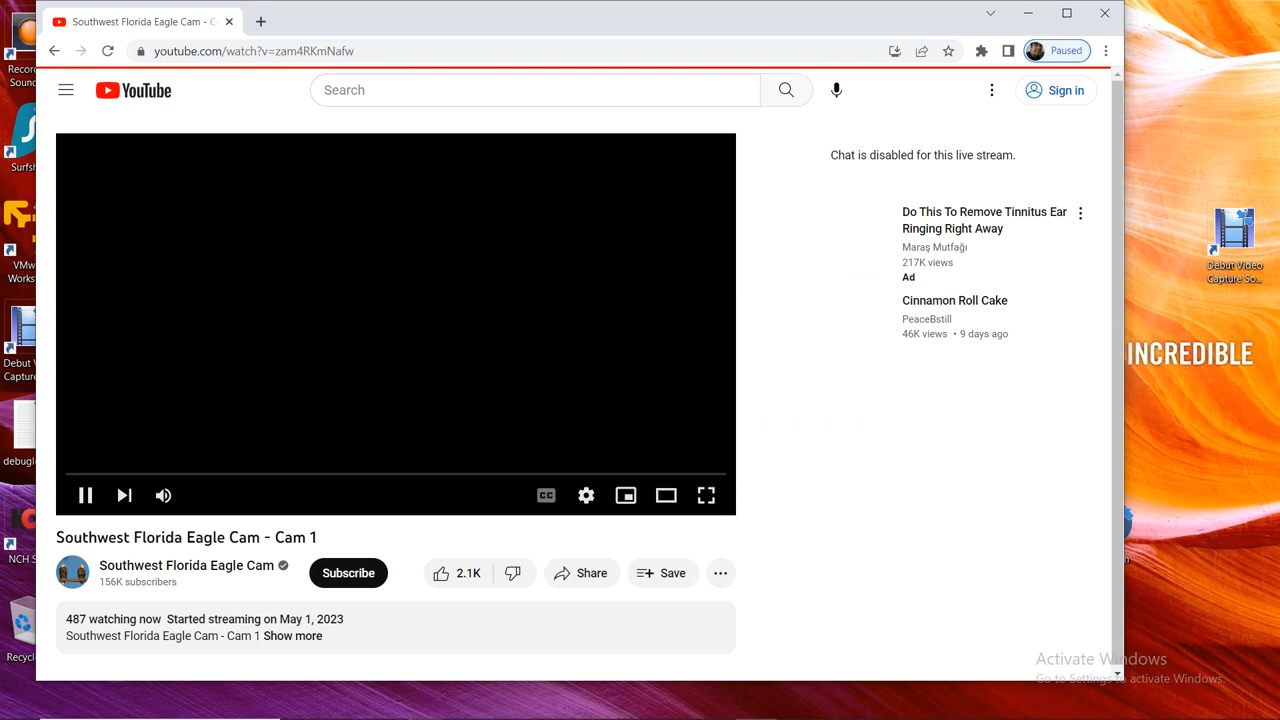 Southwest Florida Eagle Cam - C
youtube.com/watch?v=zam4RKmNafw
Paused
YouTube
Search
Sign in
Chat is disabled for this live stream.
Do This To Remove Tinnitus Ear
Ringing Right Away
Maraş Mutfağı
217K views
Ad
Cinnamon Roll Cake
PeaceBstill
46K views • 9 days ago
CC
Southwest Florida Eagle Cam - Cam 1
Southwest Florida Eagle Cam
156K subscribers
Subscribe
2.1K
Share
Save
...
487 watching now Started streaming on May 1, 2023
Southwest Florida Eagle Cam - Cam 1 Show more
Recor
Soun
Surfsh
VMw
Works
Debut V
Captur
debugl
NCH S
Recycl
Debut Video
Capture So...
INCREDIBLE
Activate Windows
Go to Settings to activate Windows.